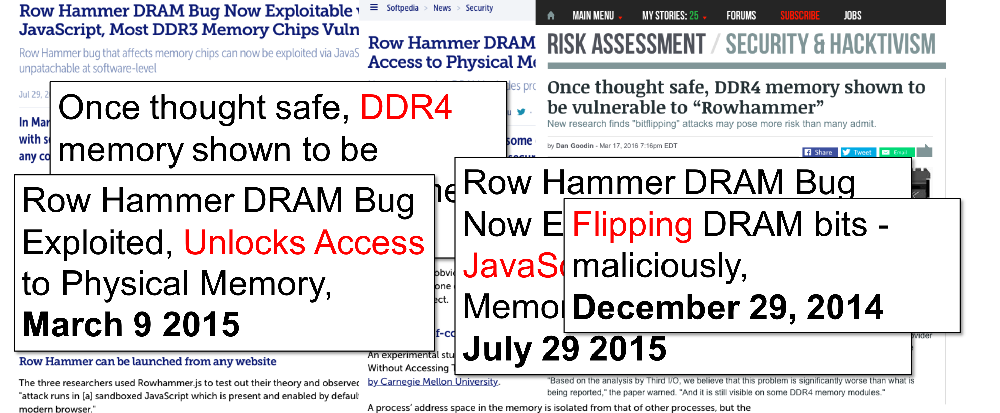 Row Hammer DRAM Bug Now Exploitable
JavaScript, Most DDR3 Memory Chips Vuln
Row Hammer bug that affects memory chips can now be exploited via JavaS
unpatachable at software-level
Jul 29, 2
In Mar
with s
any co
Softpedia > News > Security
Row Hammer DRAM
Access to Physical Me
des pro
some
MAIN MENU
MY STORIES: 25
FORUMS
SUBSCRIBE
JOBS
RISK ASSESSMENT / SECURITY & HACKTIVISM
Once thought safe, DDR4 memory shown to
be vulnerable to “Rowhammer”
New research finds "bitflipping" attacks may pose more risk than many admit.
by Dan Goodin - Mar 17, 2016 7:16pm EDT
Share
Tweet
Email
Once thought safe, DDR4
memory shown to be
Row Hammer DRAM Bug
Exploited, Unlocks Access
to Physical Memory,
March 9 2015
Row Hammer DRAM Bug
Now E
JavaSc
Memor
July 29 2015
Flipping DRAM bits -
maliciously,
December 29, 2014
obvi
one
ect.
f-co
ovider
Row Hammer can be launched from any website
The three researchers used Rowhammer.js to test out their theory and observed
"attack runs in [a] sandboxed JavaScript which is present and enabled by defaul
modern browser."
An experimental stu
Without Accessing T
by Carnegie Mellon University.
A process’ address space in the memory is isolated from that of other processes, but the
"Based on the analysis by Third I/O, we believe that this problem is significantly worse than what is
being reported," the paper warned. "And it is still visible on some DDR4 memory modules."